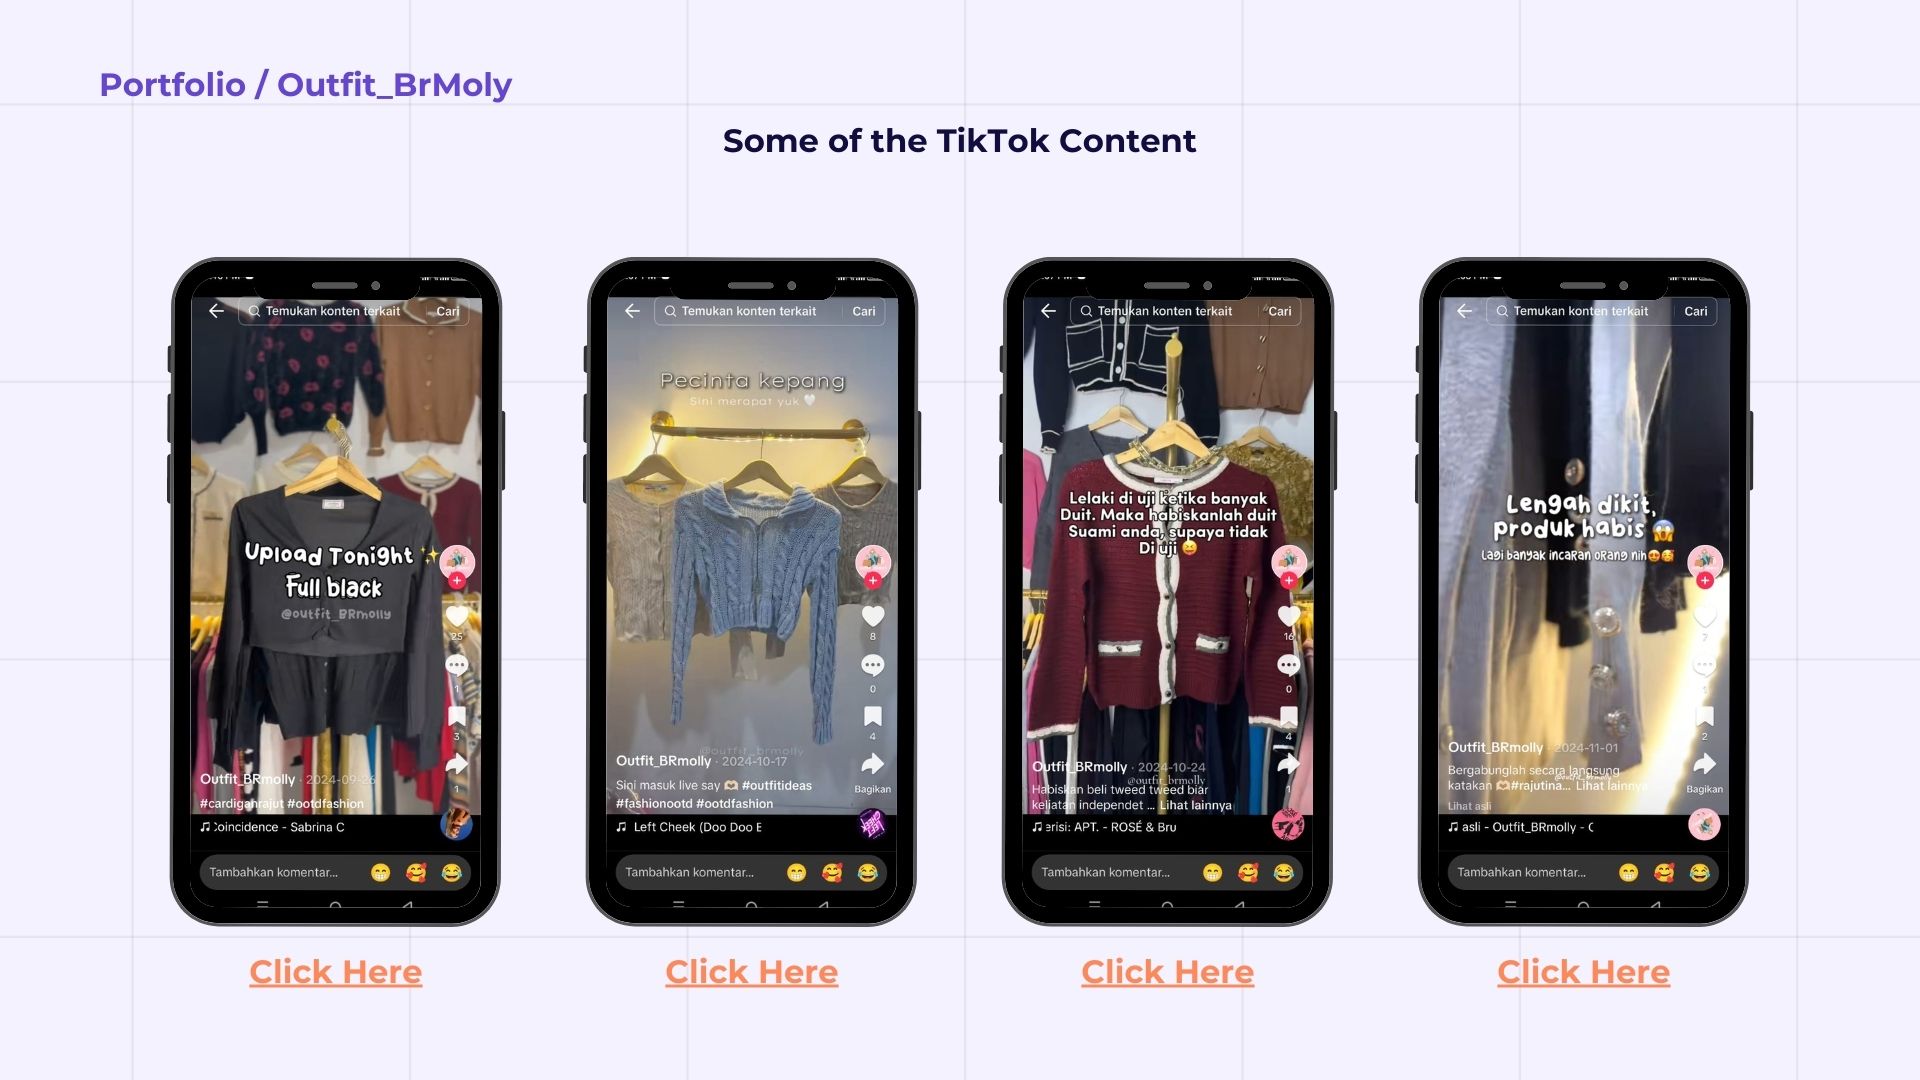 Portfolio / Outfit_BrMoly
Some of the TikTok Content
Temukan konten terkait
Cari
Upload Tonight ✨
Full black
@outfit_BRmolly
25
1
3
1
Outfit_BRmolly · 2024-09-26
#cardigahrajut #ootdfashion
Coincidence - Sabrina C
Tambahkan komentar...
Click Here
Temukan konten terkait
Cari
Pecinta kepang
Sini merapat yuk 🤍
8
0
4
Bagikan
@outfit_brmolly
Outfit_BRmolly · 2024-10-17
Sini masuk live say 🫶🏼 #outfitideas
#fashionootd #ootdfashion
Left Cheek (Doo Doo B
Tambahkan komentar...
Click Here
Temukan konten terkait
Cari
Lelaki di uji ketika banyak
Duit. Maka habiskanlah duit
Suami anda, supaya tidak
Di uji 😝
16
0
4
1
Outfit_BRmolly · 2024-10-24
@outfit_brmolly
Habiskan beli tweed tweed biar
keliatan independet ... Lihat lainnya
erisi: APT. - ROSÉ & Bru
Tambahkan komentar...
Click Here
Temukan konten terkait
Cari
Lengah dikit,
produk habis 😱
Lagi banyak incaran orang nih😍🥰
2
Bagikan
Outfit_BRmolly · 2024-11-01
Bergabunglah secara langsung
@outfit_brmolly
katakan 🫶🏼#rajutina... Lihat lainnya
Lihat asli
asli - Outfit_BRmolly - C
Tambahkan komentar...
Click Here